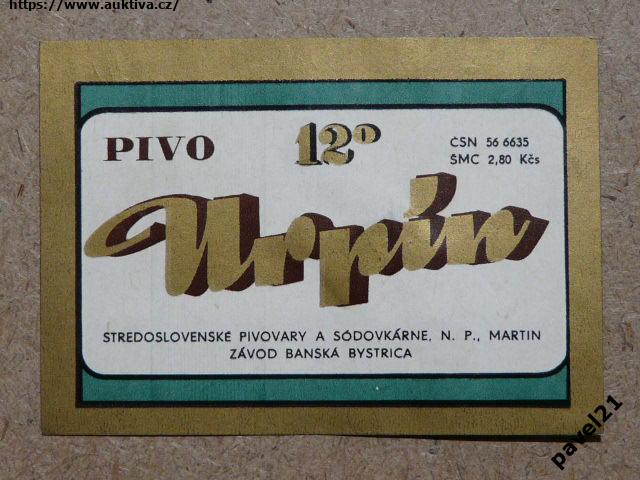 https://www.auktiva.cz/
PIVO 12°
ČSN 56 6635
ŠMC 2,80 Kčs
Urpín
STREDOSLOVENSKÉ PIVOVARY A SÓDOVKÁRNE, N. P., MARTIN
ZÁVOD BANSKÁ BYSTRICA
pavel21